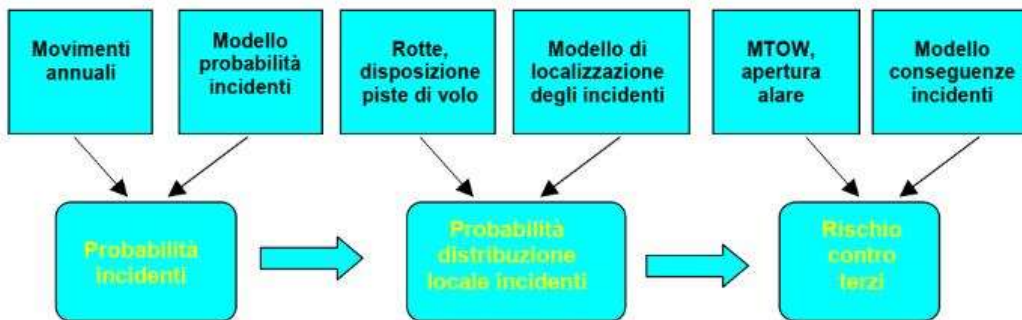 Movimenti
annuali
Modello
probabilità
incidenti
Rotte,
disposizione
piste di volo
Modello di
localizzazione
degli incidenti
MTOW,
apertura
alare
Modello
conseguenze
incidenti
Probabilità
incidenti
Probabilità
distribuzione
locale incidenti
Rischio
contro
terzi